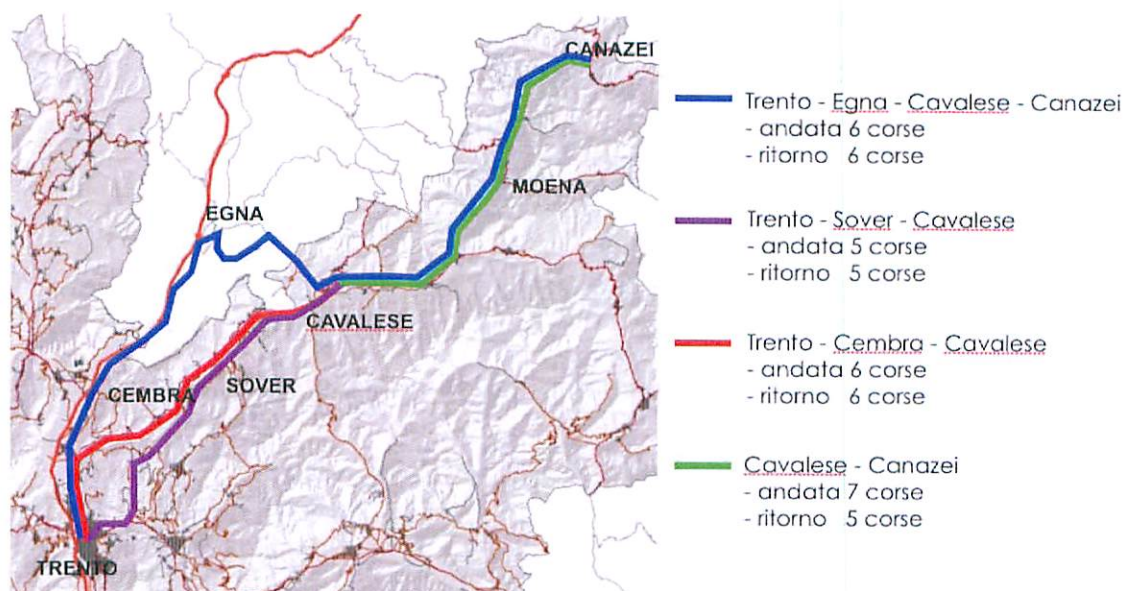 CANAZEI
MOENA
EGNA
CAVALESE
CEMBRA
SOVER
TRENTO
Trento - Egna - Cavalese - Canazei
- andata 6 corse
- ritorno 6 corse
Trento - Sover - Cavalese
- andata 5 corse
- ritorno 5 corse
Trento - Cembra - Cavalese
- andata 6 corse
- ritorno 6 corse
Cavalese - Canazei
- andata 7 corse
- ritorno 5 corse